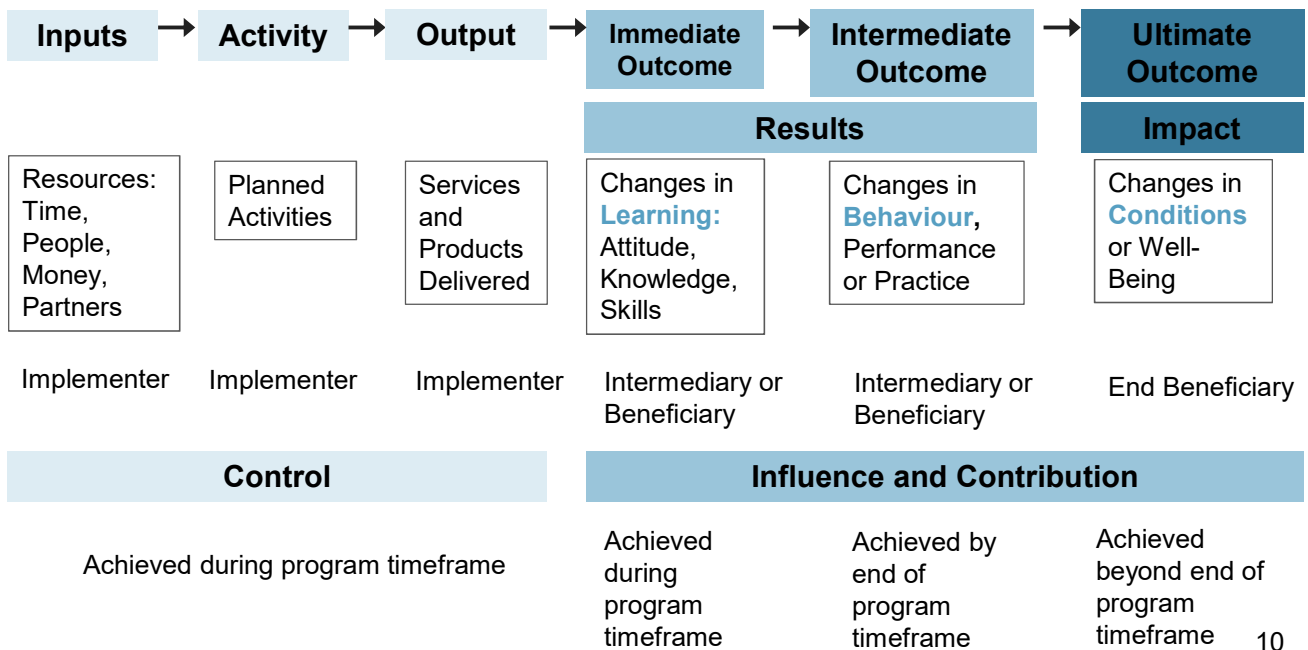 Inputs
Activity
Output
Immediate
Outcome
Intermediate
Outcome
Ultimate
Outcome
Results
Impact
Resources:
Time,
People,
Money,
Partners
Planned
Activities
Services
and
Products
Delivered
Changes in
Learning:
Attitude,
Knowledge,
Skills
Changes in
Behaviour,
Performance
or Practice
Changes in
Conditions
or Well-
Being
Implementer
Implementer
Implementer
Intermediary or
Beneficiary
Intermediary or
Beneficiary
End Beneficiary
Control
Influence and Contribution
Achieved during program timeframe
Achieved
during
program
timeframe
Achieved by
end of
program
timeframe
Achieved
beyond end of
program
timeframe
10